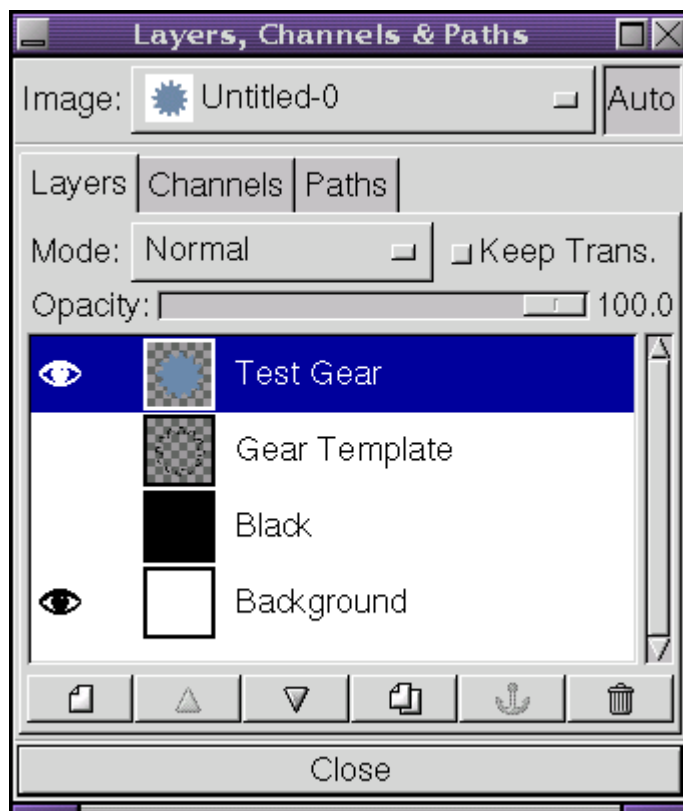 Layers, Channels & Paths
Image: Untitled-0 Auto
Layers Channels Paths
Mode: Normal Keep Trans.
Opacity: 100.0
Test Gear
Gear Template
Black
Background
Close